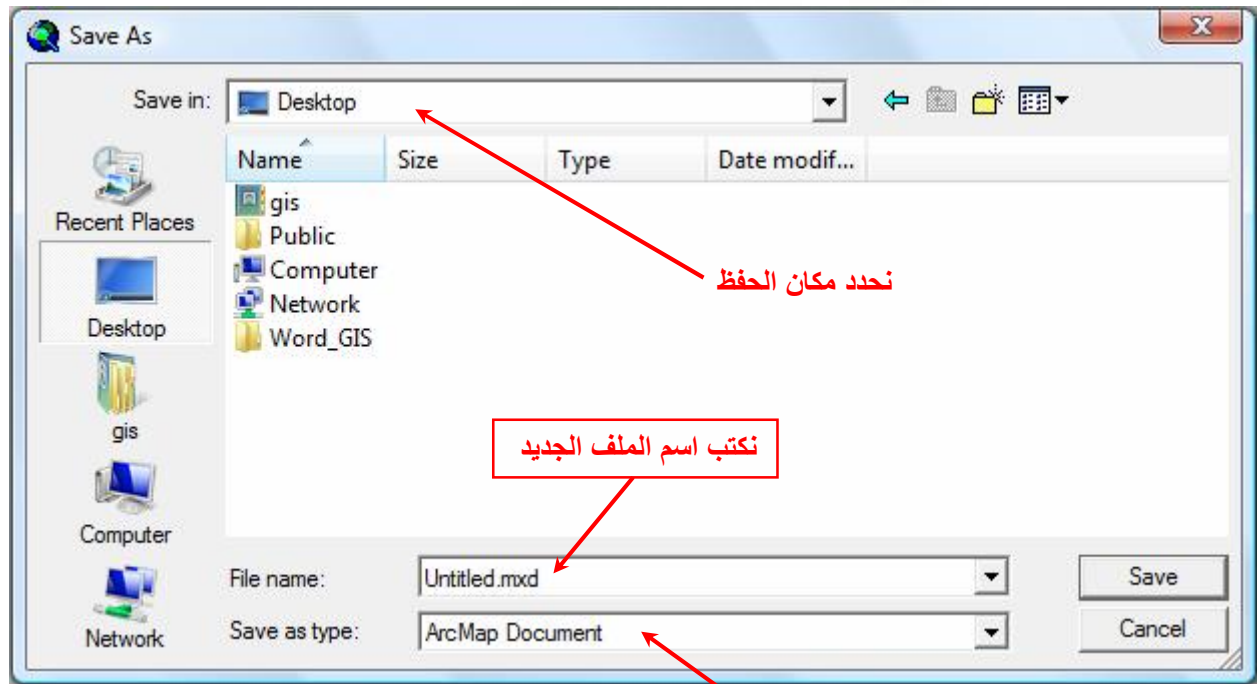 Save As
Save in:
Desktop
Name Size Type Date modif...
gis
Public
Computer
Network
Word_GIS
Recent Places
Desktop
gis
Computer
Network
نحدد مكان الحفظ
نكتب اسم الملف الجديد
File name: Untitled.mxd Save
Save as type: ArcMap Document Cancel